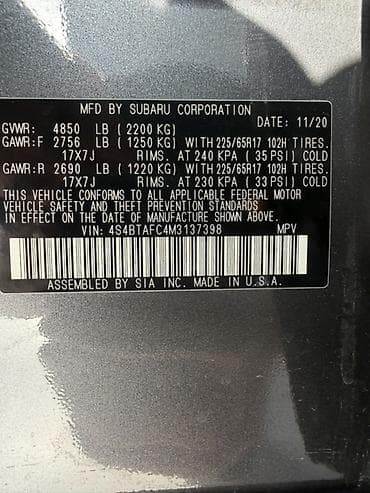 MFD BY SUBARU CORPORATION
DATE: 11/20
GVWR: 4850 LB (2200 KG)
GAWR:F 2756 LB (1250 KG) WITH 225/65R17 102H TIRES.
17X7J RIMS. AT 240 KPA (35 PSI) COLD
GAWR:R 2690 LB (1220 KG) WITH 225/65R17 102H TIRES.
17X7J RIMS. AT 230 KPA (33 PSI) COLD
THIS VEHICLE CONFORMS TO ALL APPLICABLE FEDERAL MOTOR
VEHICLE SAFETY AND THEFT PREVENTION STANDARDS
IN EFFECT ON THE DATE OF MANUFACTURE SHOWN ABOVE.
VIN: 4S4BTAFC4M3137398 MPV
ASSEMBLED BY SIA INC. MADE IN U.S.A.